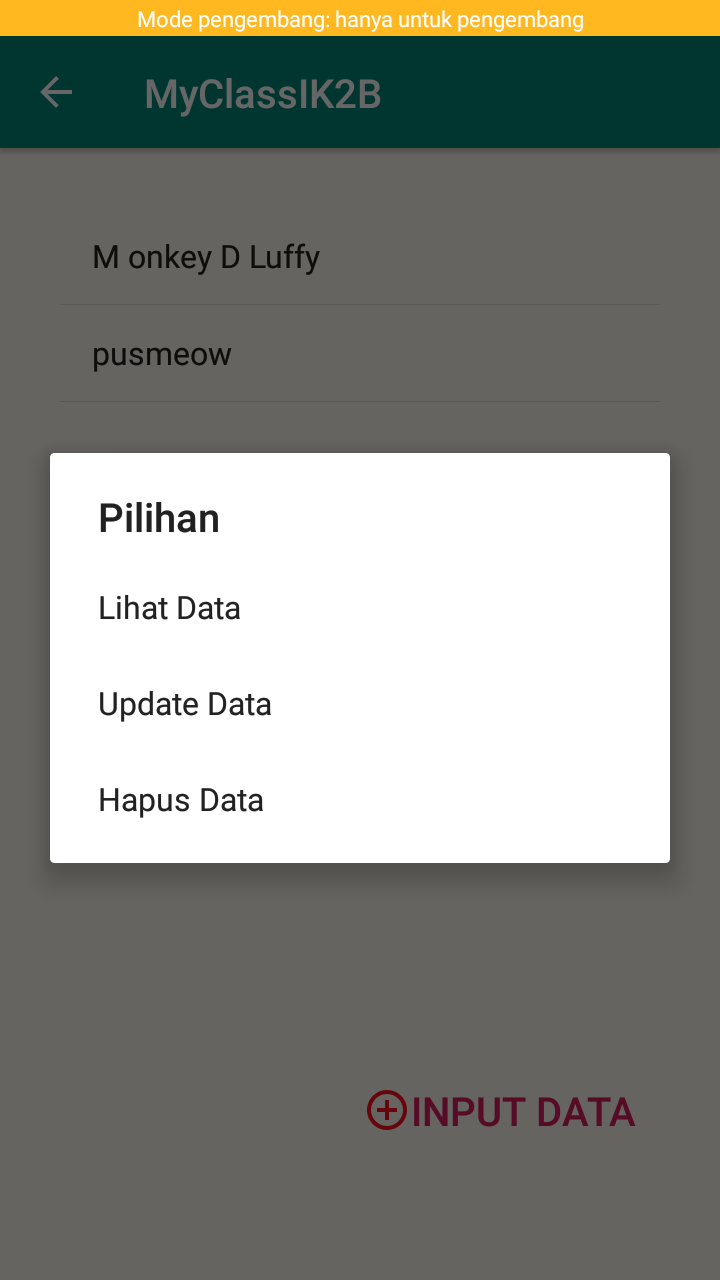 Mode pengembang: hanya untuk pengembang
MyClassIK2B
M onkey D Luffy
pusmeow
Pilihan
Lihat Data
Update Data
Hapus Data
INPUT DATA